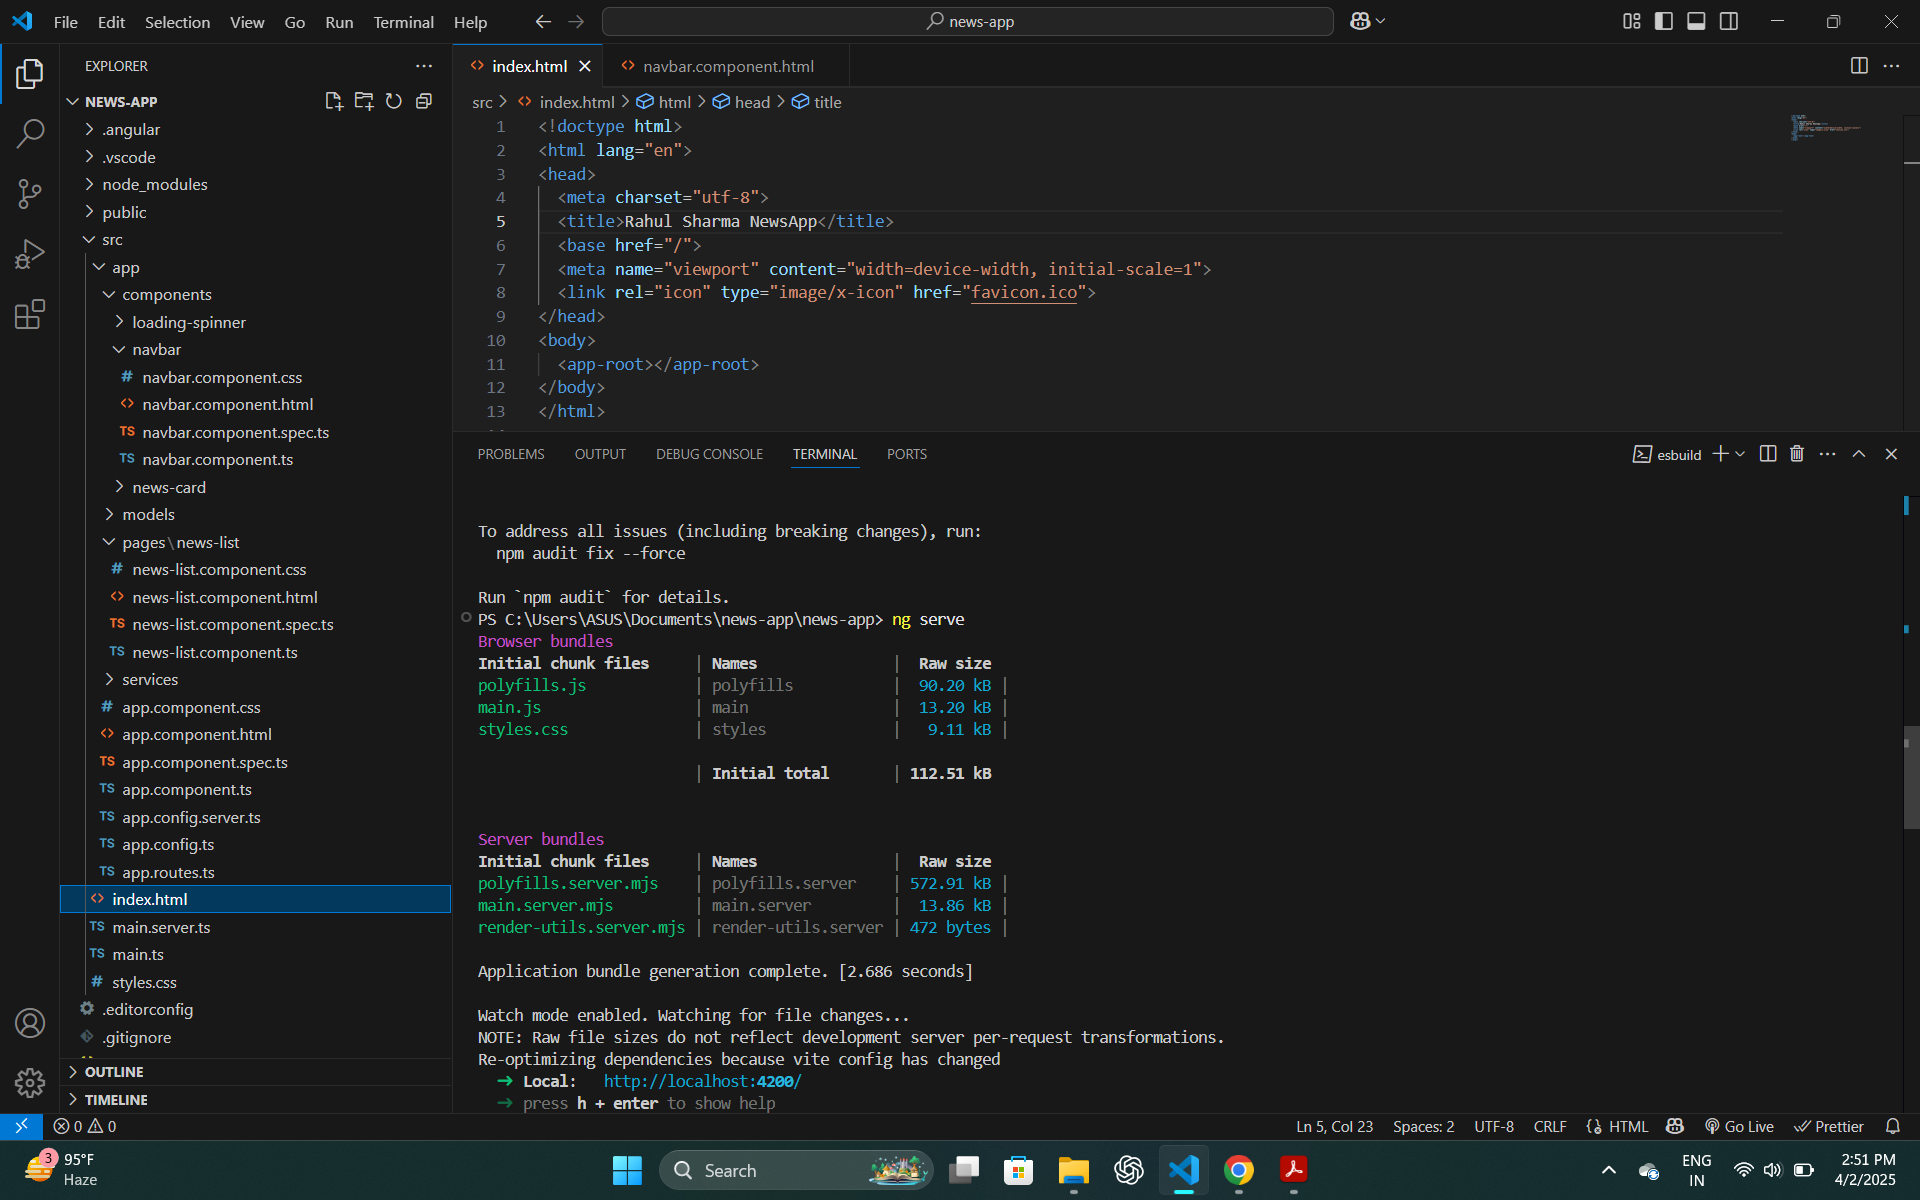 File Edit Selection View Go Run Terminal Help
news-app
EXPLORER
NEWS-APP
.angular
.vscode
node_modules
public
src
app
components
loading-spinner
navbar
# navbar.component.css
<> navbar.component.html
TS navbar.component.spec.ts
TS navbar.component.ts
news-card
models
pages\news-list
# news-list.component.css
<> news-list.component.html
TS news-list.component.spec.ts
TS news-list.component.ts
services
# app.component.css
<> app.component.html
TS app.component.spec.ts
TS app.component.ts
TS app.config.server.ts
TS app.config.ts
TS app.routes.ts
<> index.html
TS main.server.ts
TS main.ts
# styles.css
.editorconfig
.gitignore
OUTLINE
TIMELINE
<> index.html <> navbar.component.html
src > <> index.html > html > head > title
1 <!doctype html>
2 <html lang="en">
3 <head>
4 <meta charset="utf-8">
5 <title>Rahul Sharma NewsApp</title>
6 <base href="/">
7 <meta name="viewport" content="width=device-width, initial-scale=1">
8 <link rel="icon" type="image/x-icon" href="favicon.ico">
9 </head>
10 <body>
11 <app-root></app-root>
12 </body>
13 </html>
PROBLEMS OUTPUT DEBUG CONSOLE TERMINAL PORTS
esbuild
To address all issues (including breaking changes), run:
npm audit fix --force
Run `npm audit` for details.
PS C:\Users\ASUS\Documents\news-app\news-app> ng serve
Browser bundles
Initial chunk files | Names | Raw size
polyfills.js | polyfills | 90.20 kB |
main.js | main | 13.20 kB |
styles.css | styles | 9.11 kB |
| Initial total | 112.51 kB
Server bundles
Initial chunk files | Names | Raw size
polyfills.server.mjs | polyfills.server | 572.91 kB |
main.server.mjs | main.server | 13.86 kB |
render-utils.server.mjs | render-utils.server | 472 bytes |
Application bundle generation complete. [2.686 seconds]
Watch mode enabled. Watching for file changes...
NOTE: Raw file sizes do not reflect development server per-request transformations.
Re-optimizing dependencies because vite config has changed
➜ Local: http://localhost:4200/
➜ press h + enter to show help
0 0
Ln 5, Col 23 Spaces: 2 UTF-8 CRLF HTML Go Live Prettier
3
95°F
Haze
Search
ENG
IN
2:51 PM
4/2/2025